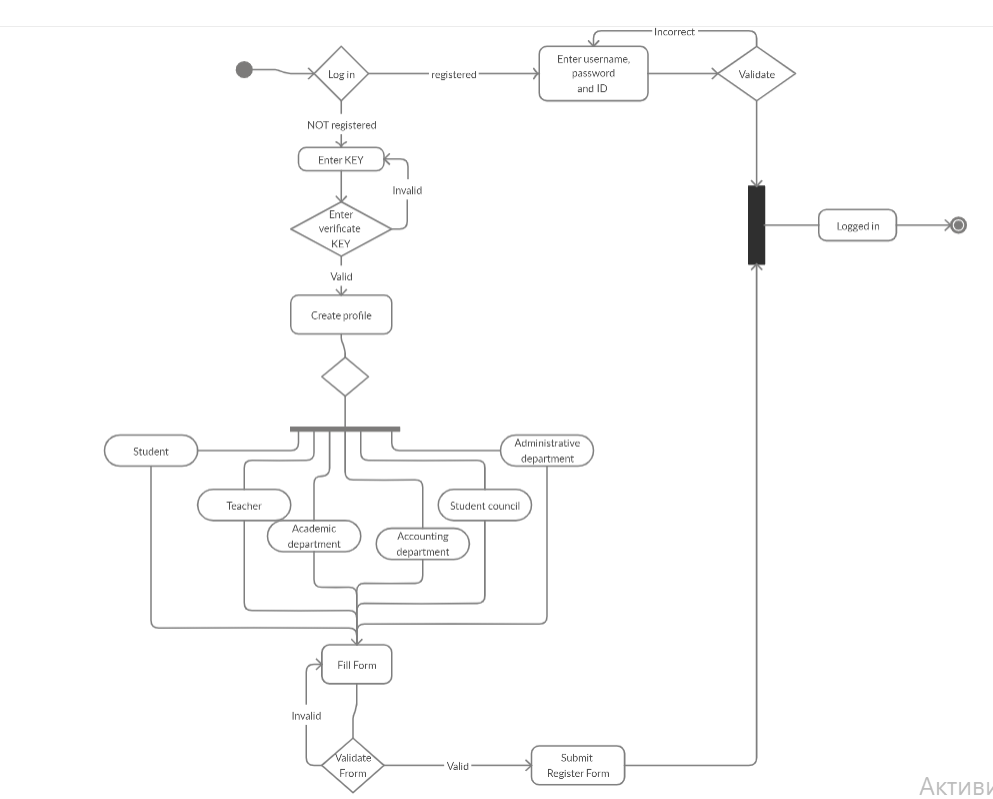 Incorrect
Log in
registered
Enter username,
password
and ID
Validate
NOT registered
Enter KEY
Invalid
Enter
verificate
KEY
Valid
Logged in
Create profile
Student
Administrative
department
Teacher
Student council
Academic
department
Accounting
department
Fill Form
Invalid
Validate
Frorm
Valid
Submit
Register Form
Активи